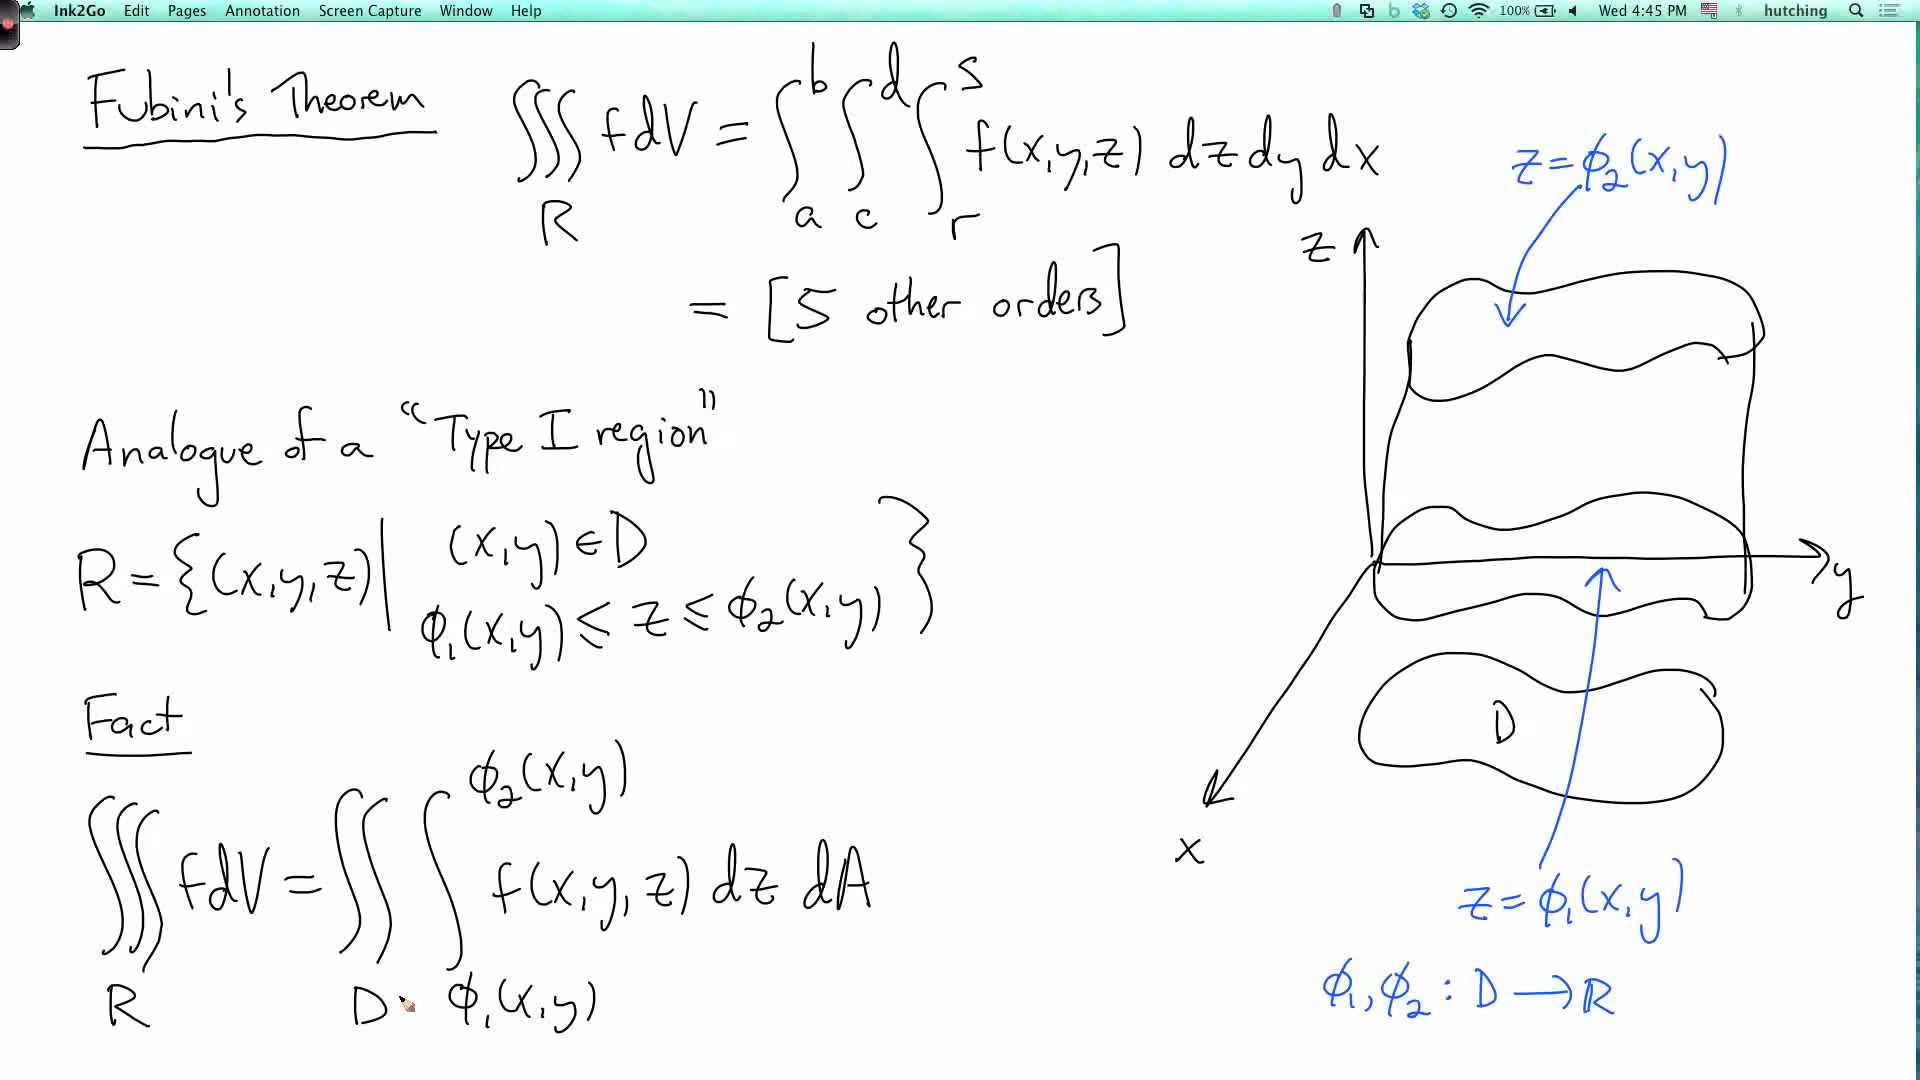 Ink2Go Edit Pages Annotation Screen Capture Window Help 100% Wed 4:45 PM hutching
Fubini's Theorem
∭_R f dV = ∫_a^b ∫_c^d ∫_r^s f(x,y,z) dz dy dx
= [5 other orders]
Analogue of a "Type I region"
R = {(x,y,z) | (x,y) ∈ D
ϕ₁(x,y) ≤ z ≤ ϕ₂(x,y)}
Fact
∭_R f dV = ∬_D ∫_{ϕ₁(x,y)}^{ϕ₂(x,y)} f(x,y,z) dz dA
z = ϕ₂(x,y)
z
y
D
x
z = ϕ₁(x,y)
ϕ₁, ϕ₂ : D → ℝ